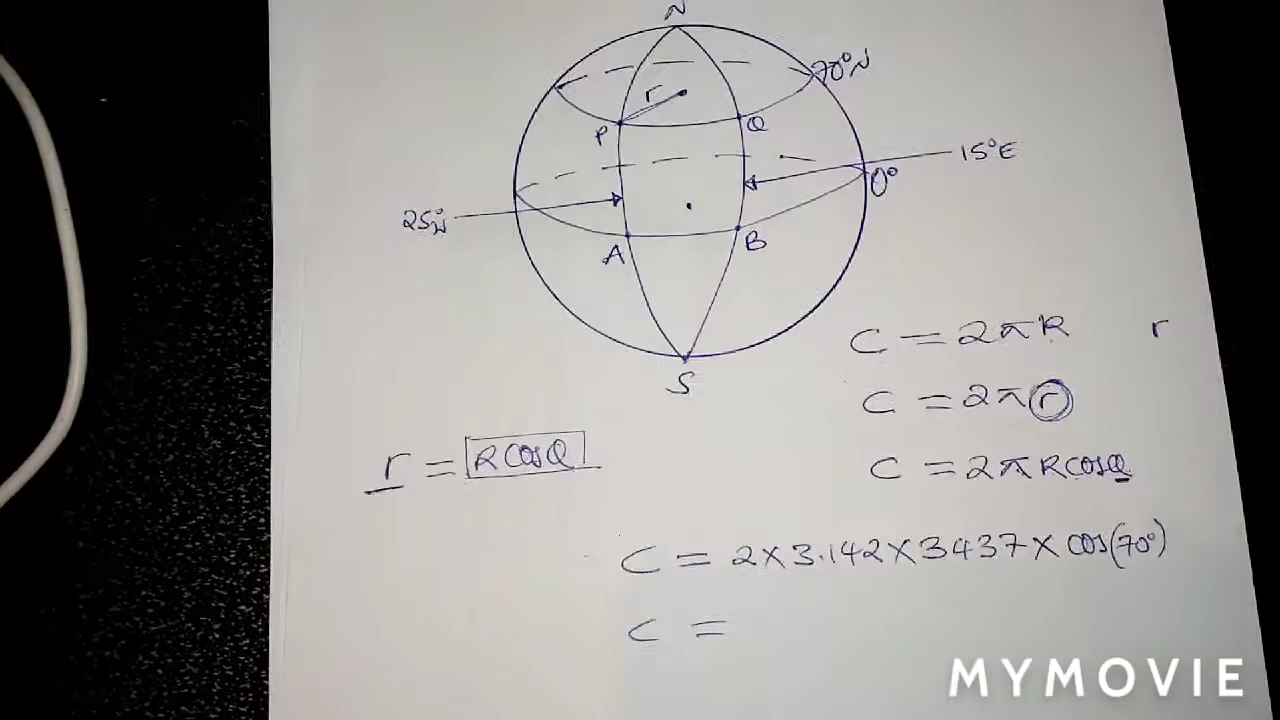 N
70°N
r
P
Q
15°E
0°
25°W
A
B
S
C = 2πR
r
C = 2πr
r = RCosθ
C = 2πRCosθ
C = 2×3.142×3437×Cos(70°)
C =
MYMOVIE